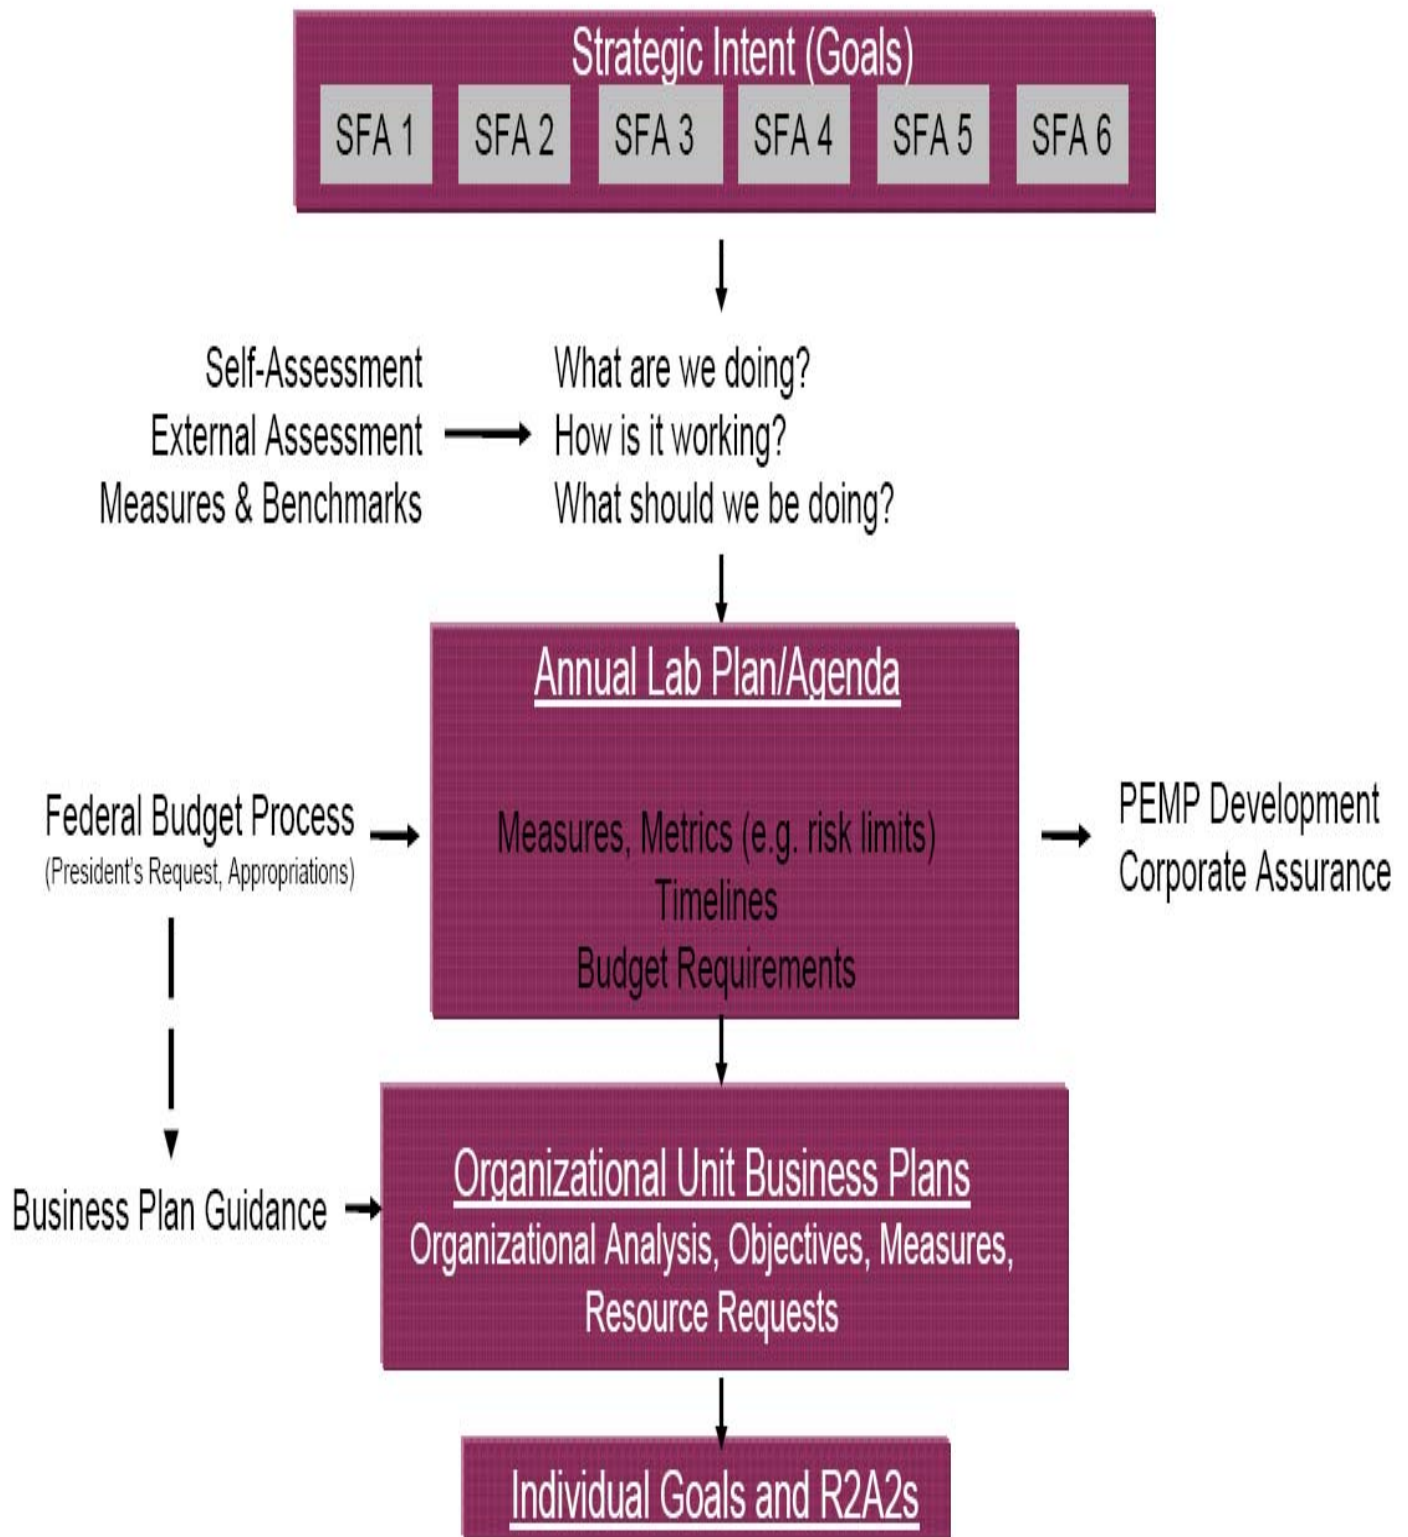 Strategic Intent (Goals)
SFA 1 SFA 2 SFA 3 SFA 4 SFA 5 SFA 6
Self-Assessment
External Assessment
Measures & Benchmarks
What are we doing?
How is it working?
What should we be doing?
Annual Lab Plan/Agenda
Measures, Metrics (e.g. risk limits)
Timelines
Budget Requirements
Federal Budget Process
(President's Request, Appropriations)
PEMP Development
Corporate Assurance
Business Plan Guidance
Organizational Unit Business Plans
Organizational Analysis, Objectives, Measures,
Resource Requests
Individual Goals and R2A2s